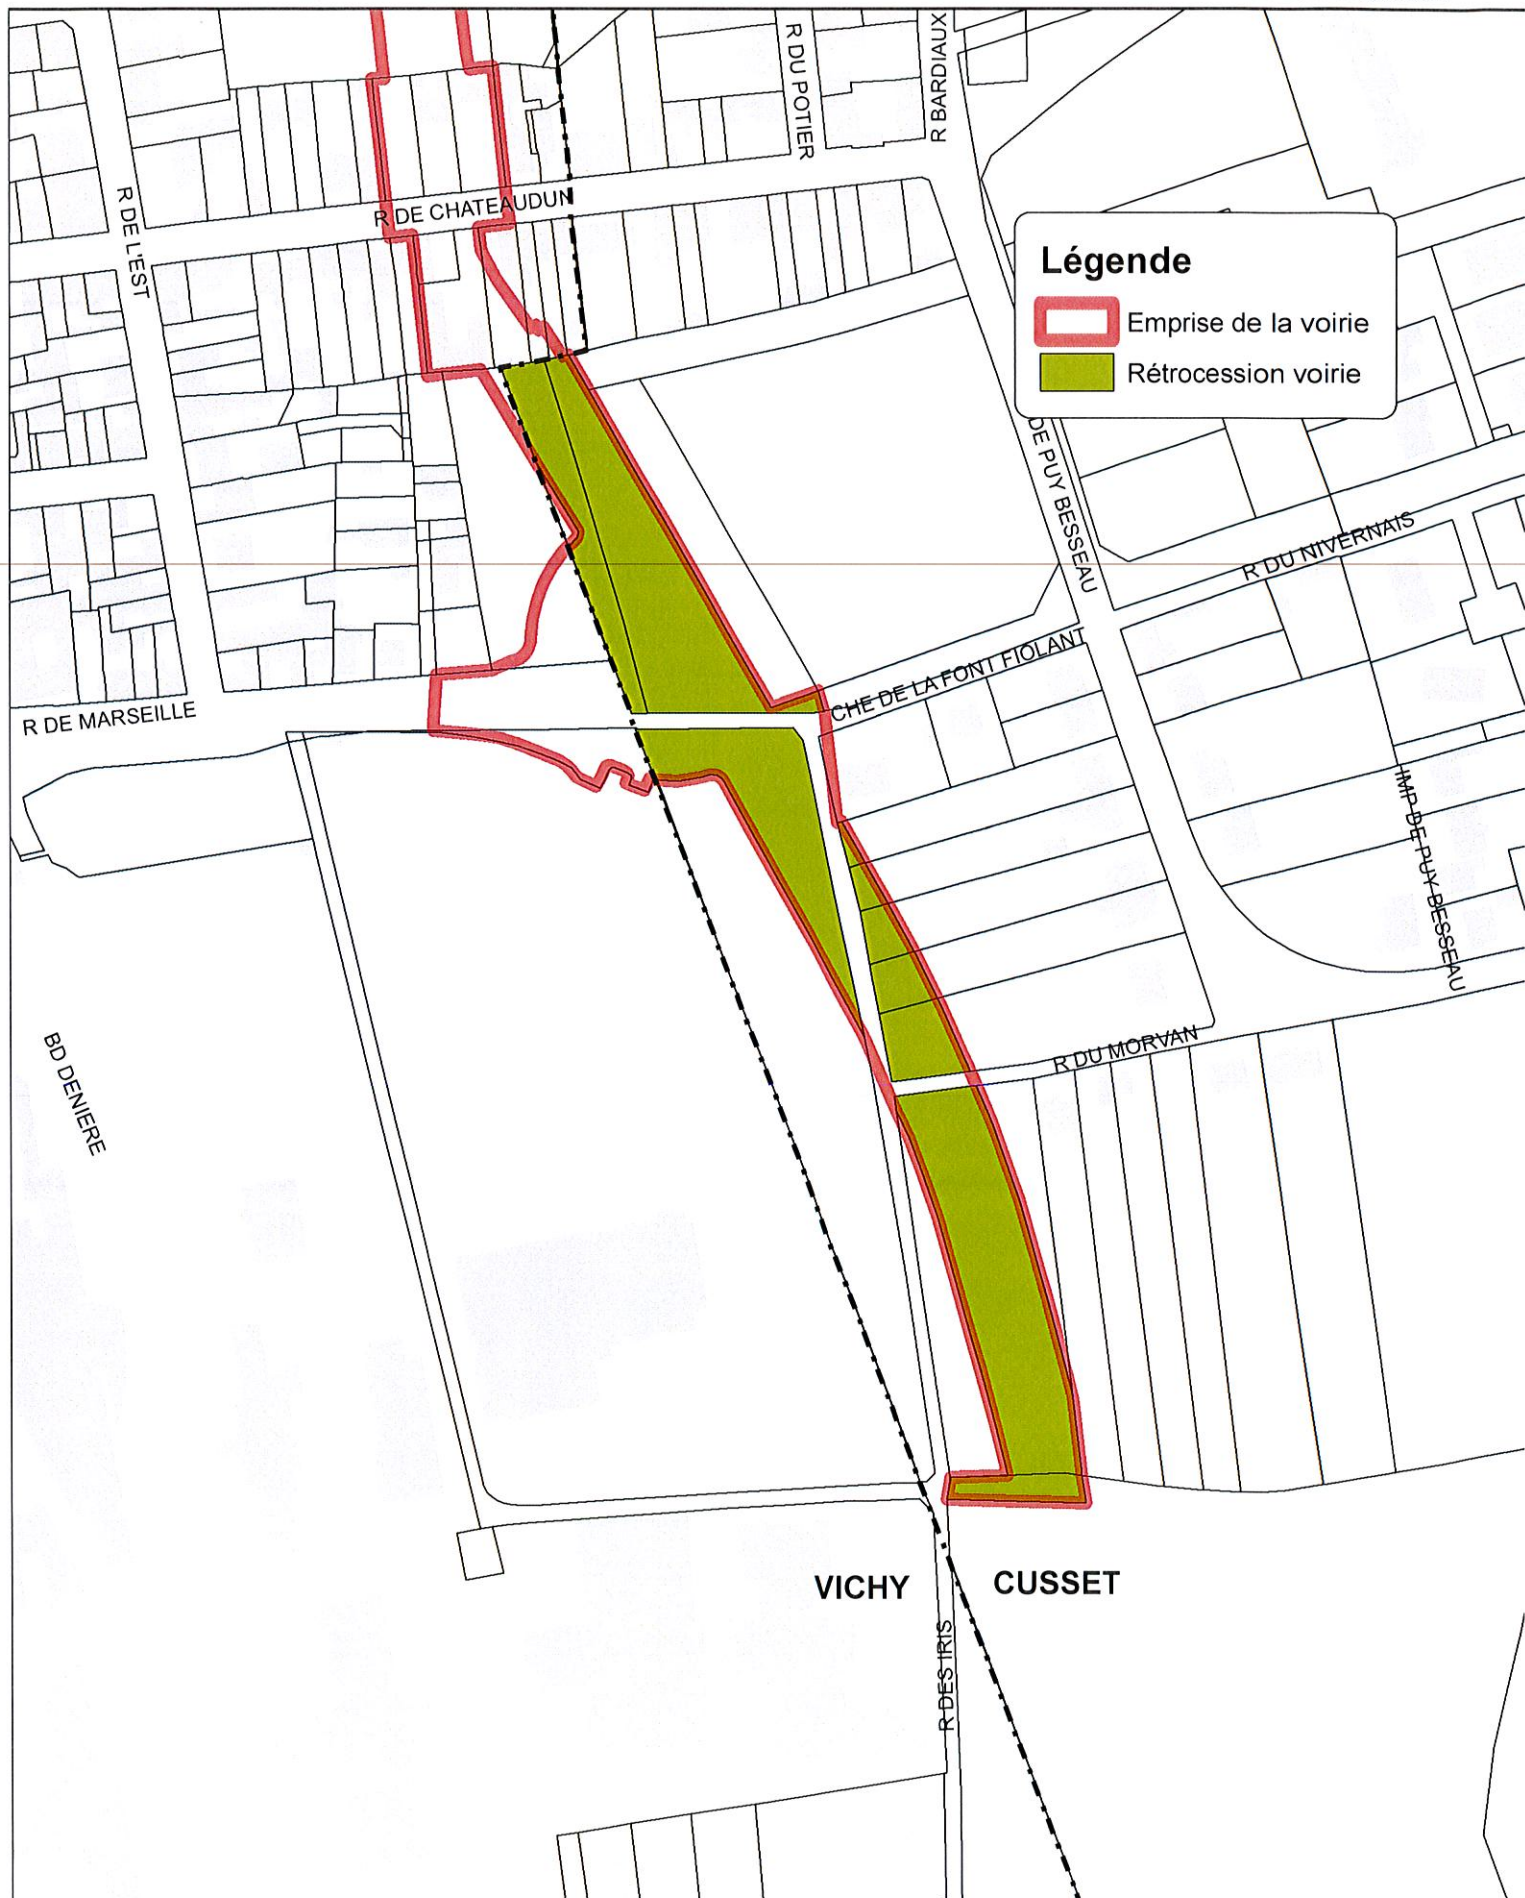 R DU POTIER
R BARDIAUX
R DE L'EST
R DE CHATEAUDUN
Légende
Emprise de la voirie
Rétrocession voirie
DE PUY BESSEAU
R DU NIVERNAIS
CHE DE LA FONT FIOLANT
R DE MARSEILLE
IMP DE PUY BESSEAU
BD DENIERE
R DU MORVAN
VICHY
CUSSET
R DES IRIS